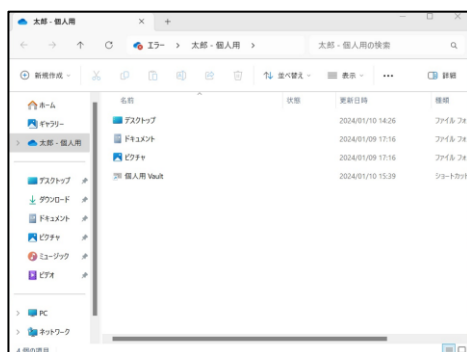 太郎 - 個人用
エラー > 太郎 - 個人用 >
太郎 - 個人用の検索
新規作成
並べ替え
表示
詳細
名前
状態
更新日時
種類
デスクトップ
2024/01/10 14:26
ファイル フォ
ドキュメント
2024/01/09 17:16
ファイル フォ
ピクチャ
2024/01/09 17:16
ファイル フォ
個人用 Vault
2024/01/10 15:39
ショートカット
ホーム
ギャラリー
太郎 - 個人用
デスクトップ
ダウンロード
ドキュメント
ピクチャ
ミュージック
ビデオ
PC
ネットワーク
4 個の項目